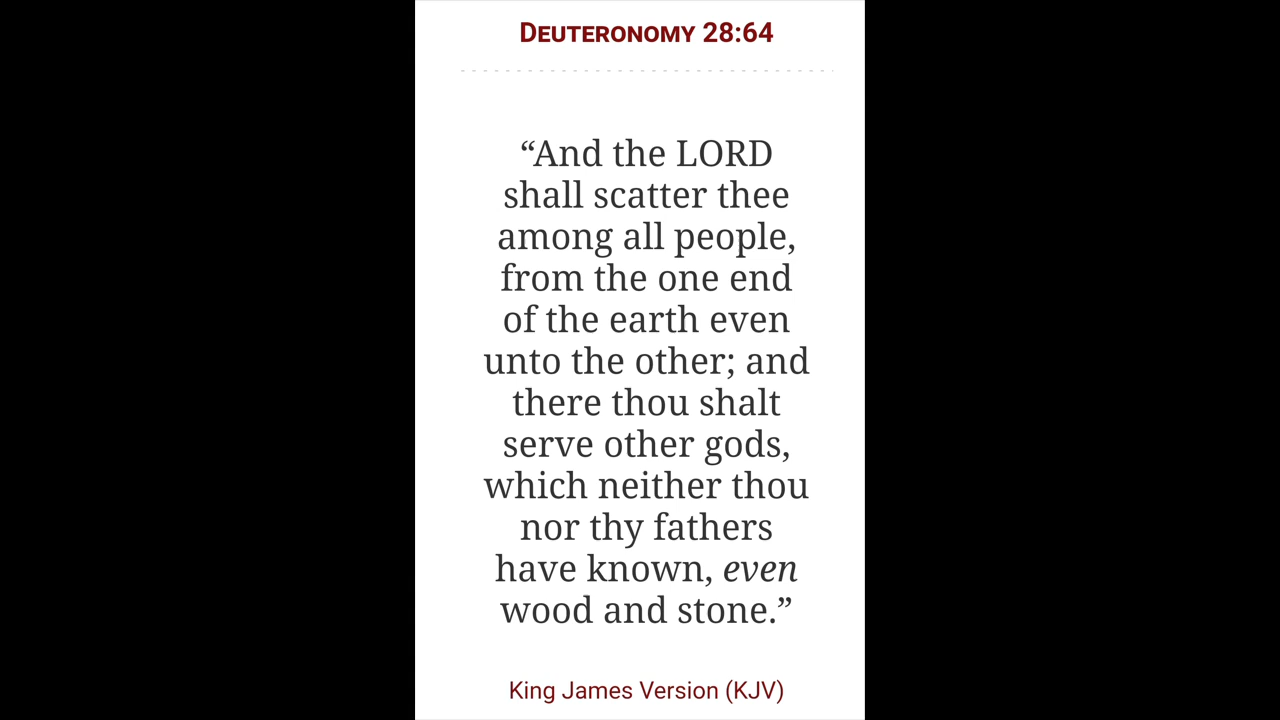 DEUTERONOMY 28:64
“And the LORD
shall scatter thee
among all people,
from the one end
of the earth even
unto the other; and
there thou shalt
serve other gods,
which neither thou
nor thy fathers
have known, even
wood and stone.”
King James Version (KJV)